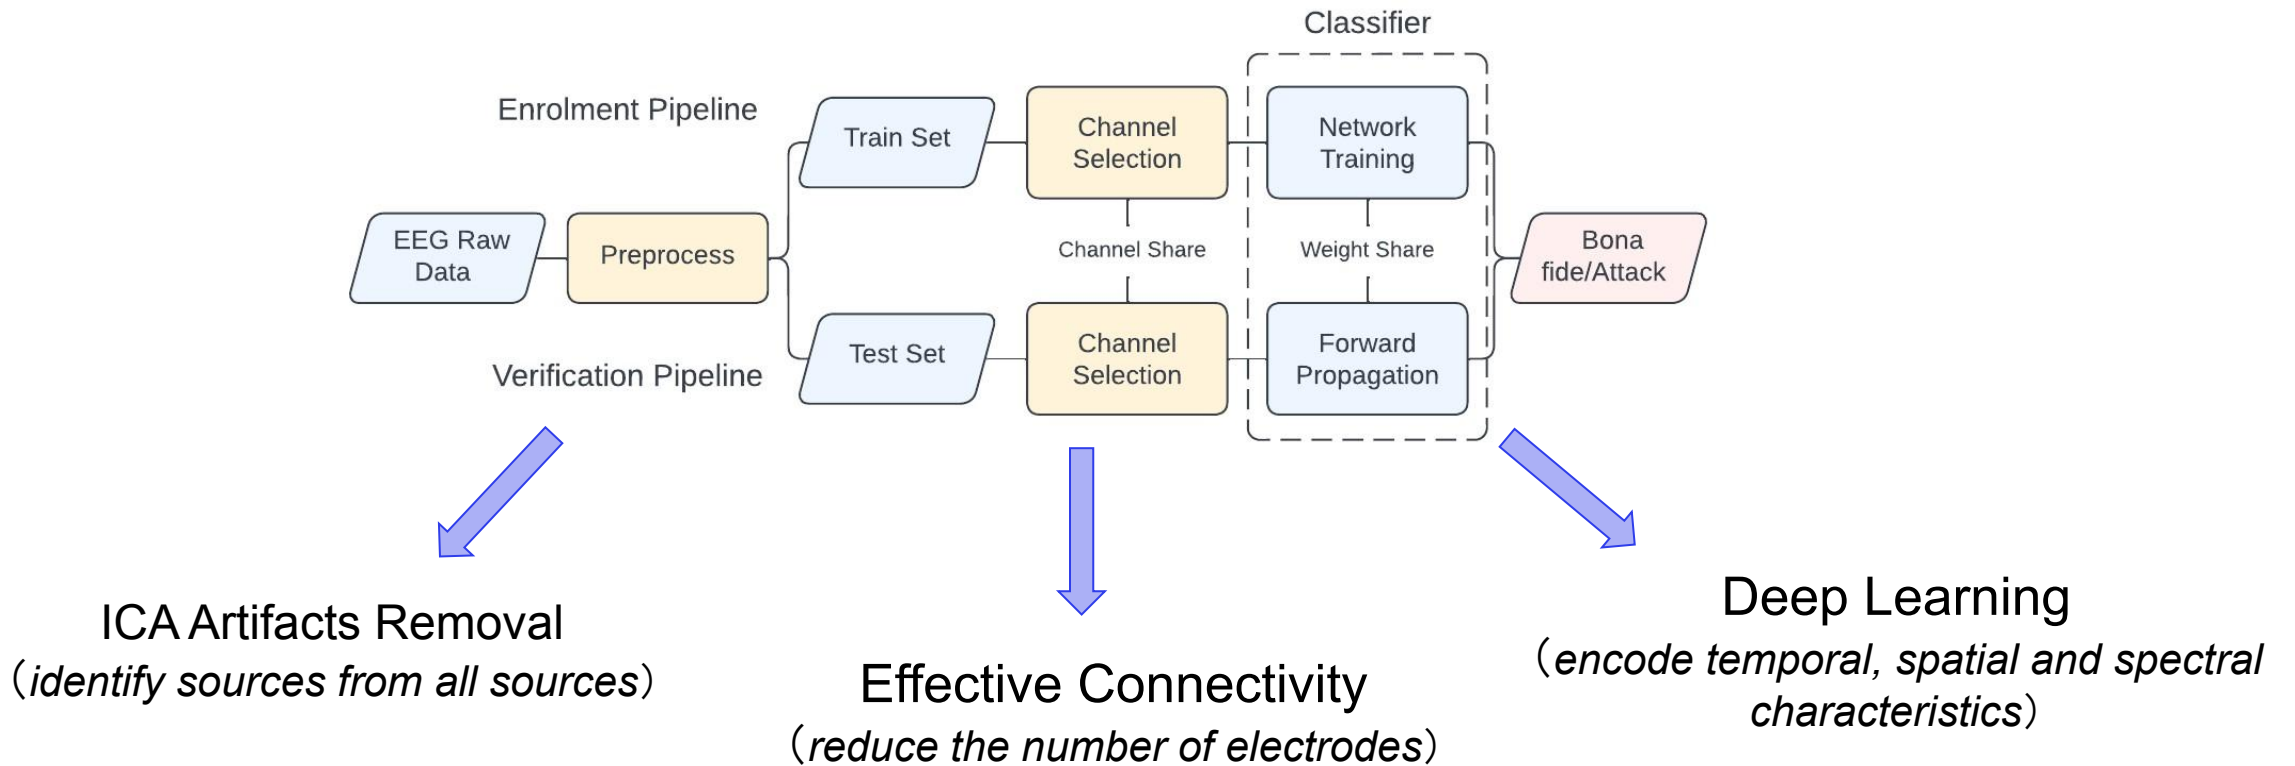 Classifier
Enrolment Pipeline
Train Set
Channel
Selection
Network
Training
EEG Raw
Data
Preprocess
Channel Share
Weight Share
Bona
fide/Attack
Verification Pipeline
Test Set
Channel
Selection
Forward
Propagation
ICA Artifacts Removal
（identify sources from all sources）
Effective Connectivity
（reduce the number of electrodes）
Deep Learning
（encode temporal, spatial and spectral
characteristics）